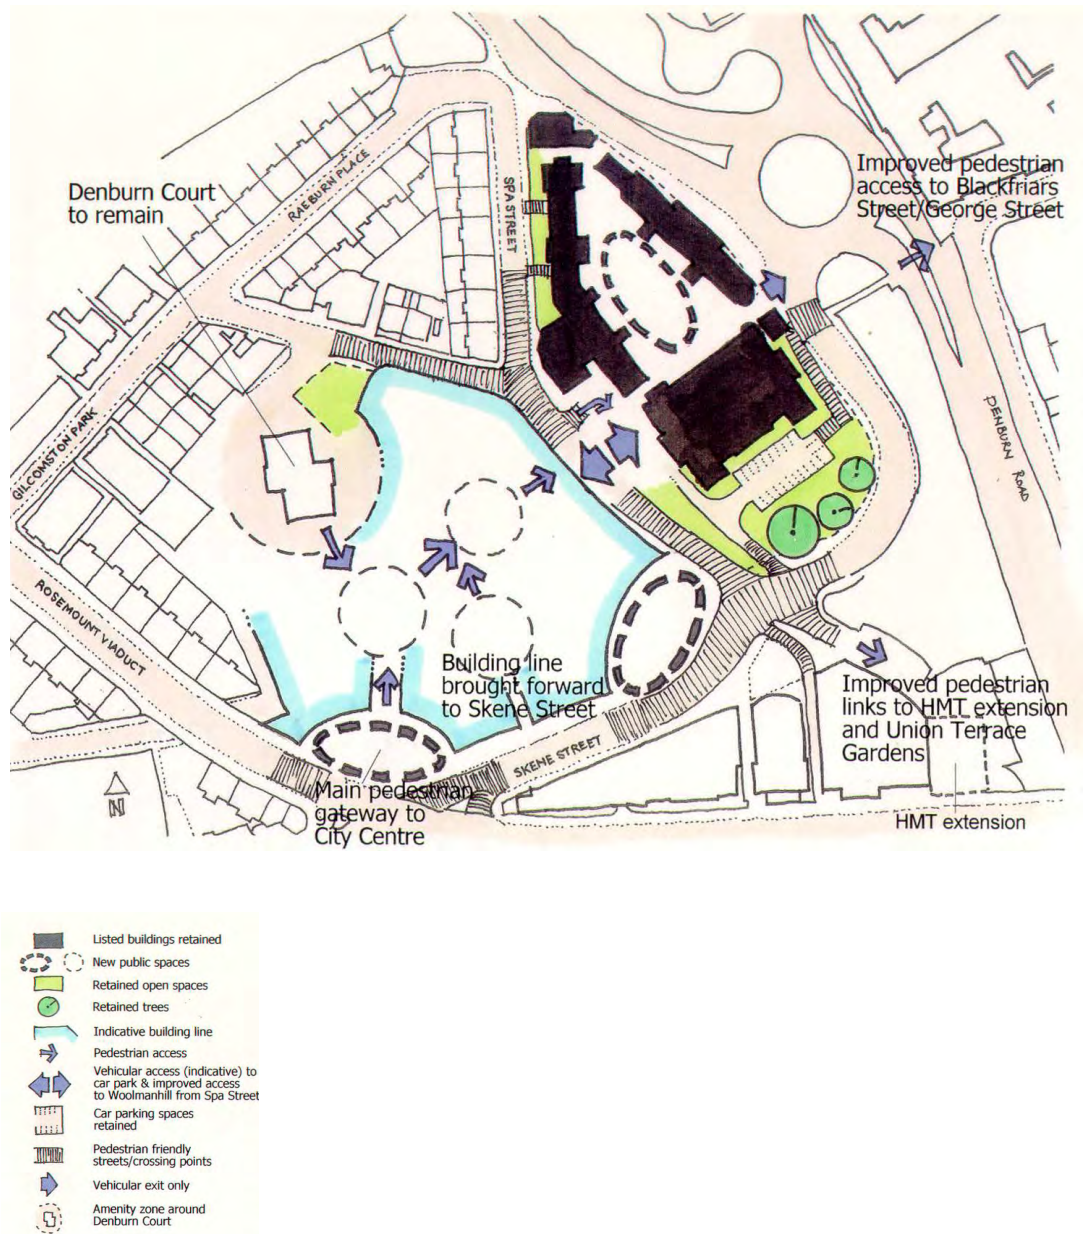 Denburn Court
to remain
RAEBURN PLACE
SPA STREET
Improved pedestrian
access to Blackfriars
Street/George Street
GILCOMSTON PARK
DENBURN ROAD
ROSEMOUNT VIADUCT
Building line
brought forward
to Skene Street
SKENE STREET
Improved pedestrian
links to HMT extension
and Union Terrace
Gardens
Main pedestrian
gateway to
City Centre
HMT extension
N
Listed buildings retained
New public spaces
Retained open spaces
Retained trees
Indicative building line
Pedestrian access
Vehicular access (indicative) to
car park & improved access
to Woolmanhill from Spa Street
Car parking spaces
retained
Pedestrian friendly
streets/crossing points
Vehicular exit only
Amenity zone around
Denburn Court